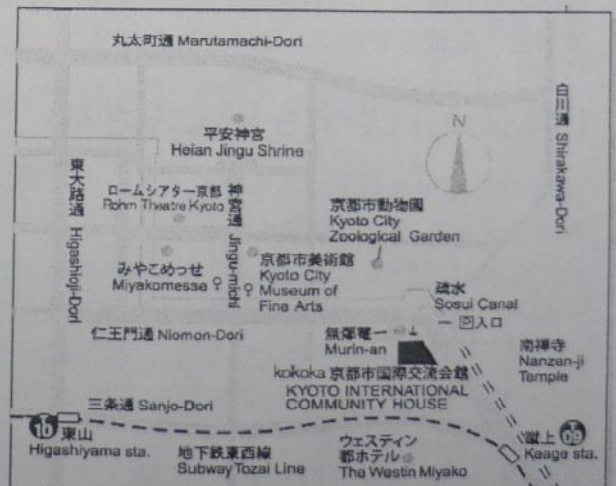 丸太町通 Marutamachi-Dori
白川通 Shirakawa-Dori
N
平安神宮
Heian Jingu Shrine
東大路通 Higashioji-Dori
ロームシアター京都
Rohm Theatre Kyoto
神宮通 Jingu-michi
京都市動物園
Kyoto City
Zoological Garden
みやこめっせ
Miyakomesse
京都市美術館
Kyoto City
Museum of
Fine Arts
疏水
Sosui Canal
P入口
仁王門通 Niomon-Dori
無鄰菴
Murin-an
南禅寺
Nanzen-ji
Temple
kokoka 京都市国際交流会館
KYOTO INTERNATIONAL
COMMUNITY HOUSE
三条通 Sanjo-Dori
T
10
東山
Higashiyama sta.
地下鉄東西線
Subway Tozai Line
ウェスティン
都ホテル
The Westin Miyako
蹴上
Keage sta.
T
09